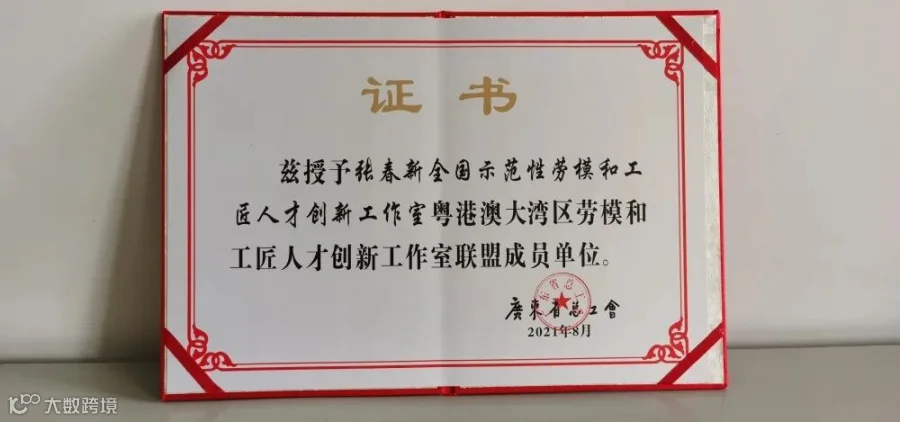 证书
兹授予张春新全国示范性劳模和工
匠人才创新工作室粤港澳大湾区劳模和
工匠人才创新工作室联盟成员单位。
廣東省总工會
2021年8月
大数跨境